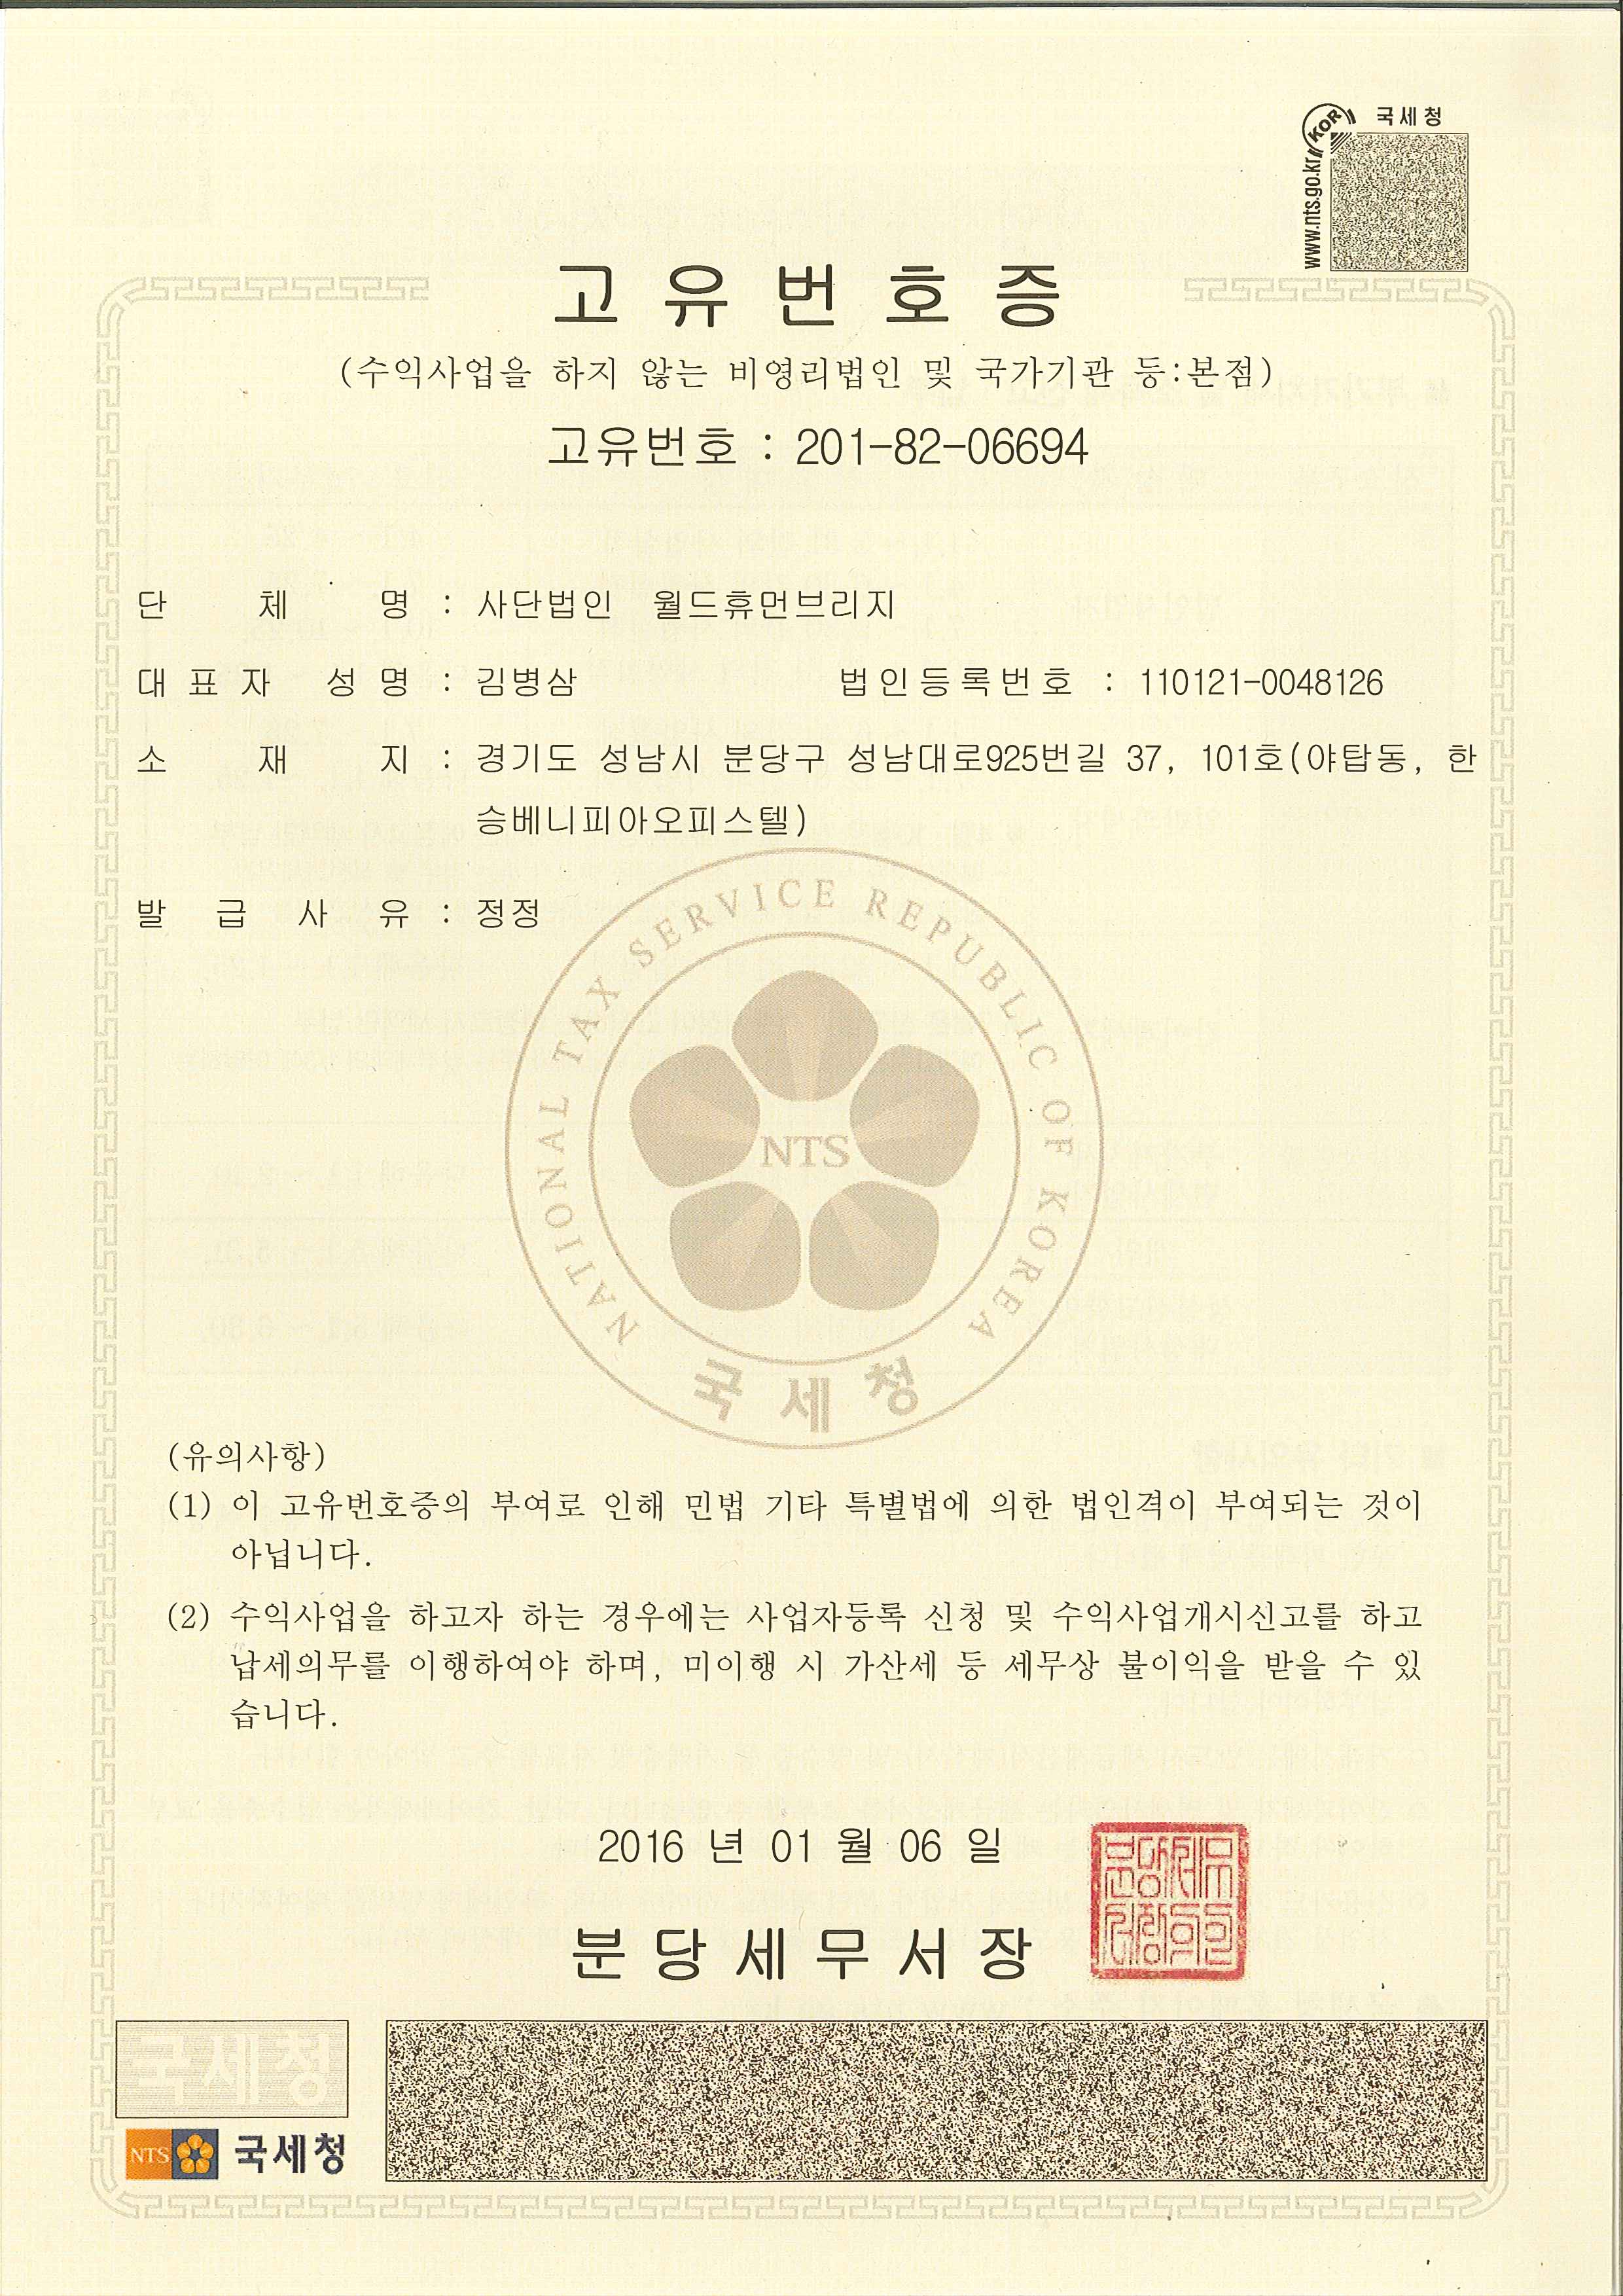 국세청
KOR
www.nts.go.kr
고유번호증
(수익사업을 하지 않는 비영리법인 및 국가기관 등:본점)
고유번호 : 201-82-06694
단 체 명 : 사단법인 월드휴먼브리지
대표자 성명 : 김병삼 법인등록번호 : 110121-0048126
소 재 지 : 경기도 성남시 분당구 성남대로925번길 37, 101호(야탑동, 한
승베니피아오피스텔)
발 급 사 유 : 정정
NATIONAL TAX SERVICE REPUBLIC OF KOREA
NTS
국세청
(유의사항)
(1) 이 고유번호증의 부여로 인해 민법 기타 특별법에 의한 법인격이 부여되는 것이
아닙니다.
(2) 수익사업을 하고자 하는 경우에는 사업자등록 신청 및 수익사업개시신고를 하고
납세의무를 이행하여야 하며, 미이행 시 가산세 등 세무상 불이익을 받을 수 있
습니다.
2016 년 01 월 06 일
분당세무서장
국세청
NTS 국세청